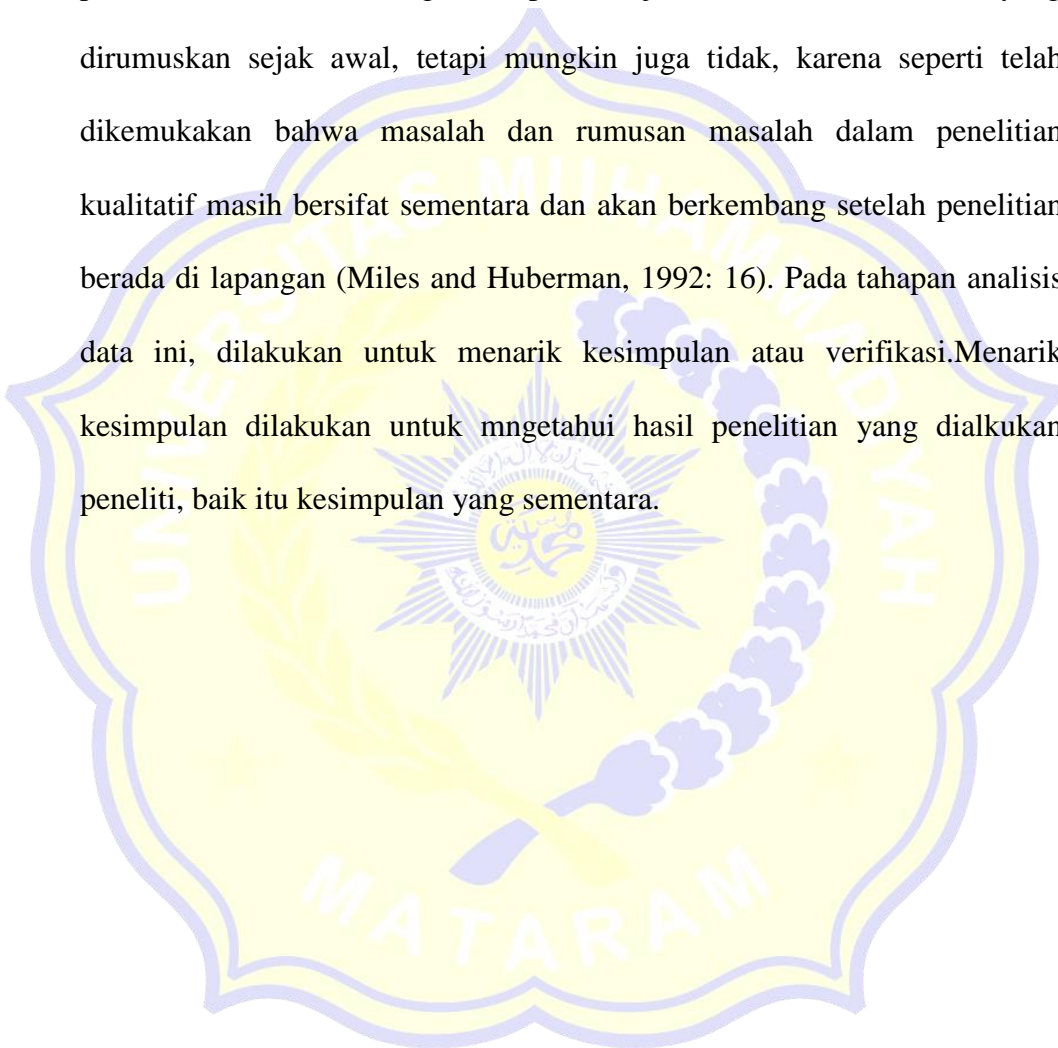 dirumuskan sejak awal, tetapi mungkin juga tidak, karena seperti telah
dikemukakan bahwa masalah dan rumusan masalah dalam penelitian
kualitatif masih bersifat sementara dan akan berkembang setelah penelitian
berada di lapangan (Miles and Huberman, 1992: 16). Pada tahapan analisis
data ini, dilakukan untuk menarik kesimpulan atau verifikasi.Menarik
kesimpulan dilakukan untuk mngetahui hasil penelitian yang dialkukan
peneliti, baik itu kesimpulan yang sementara.
UNIVERSITAS MUHAMMADIYAH
MATARAM